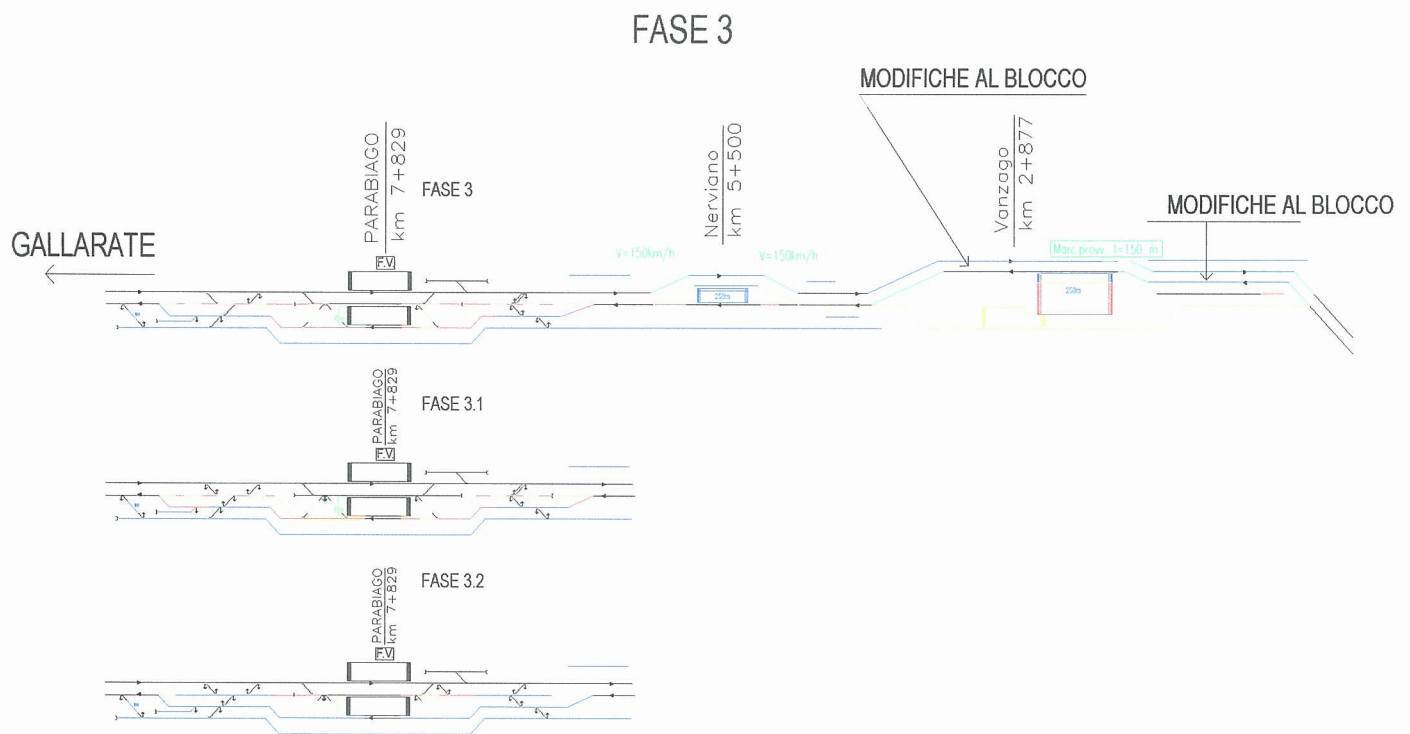 FASE 3
MODIFICHE AL BLOCCO
PARABIAGO
km 7+829
FASE 3
Nerviano
km 5+500
Vanzago
km 2+877
MODIFICHE AL BLOCCO
GALLARATE
F.V.
V=150km/h
V=150km/h
Marc provv. l=150 m
250m
250m
PARABIAGO
km 7+829
FASE 3.1
F.V.
PARABIAGO
km 7+829
FASE 3.2
F.V.